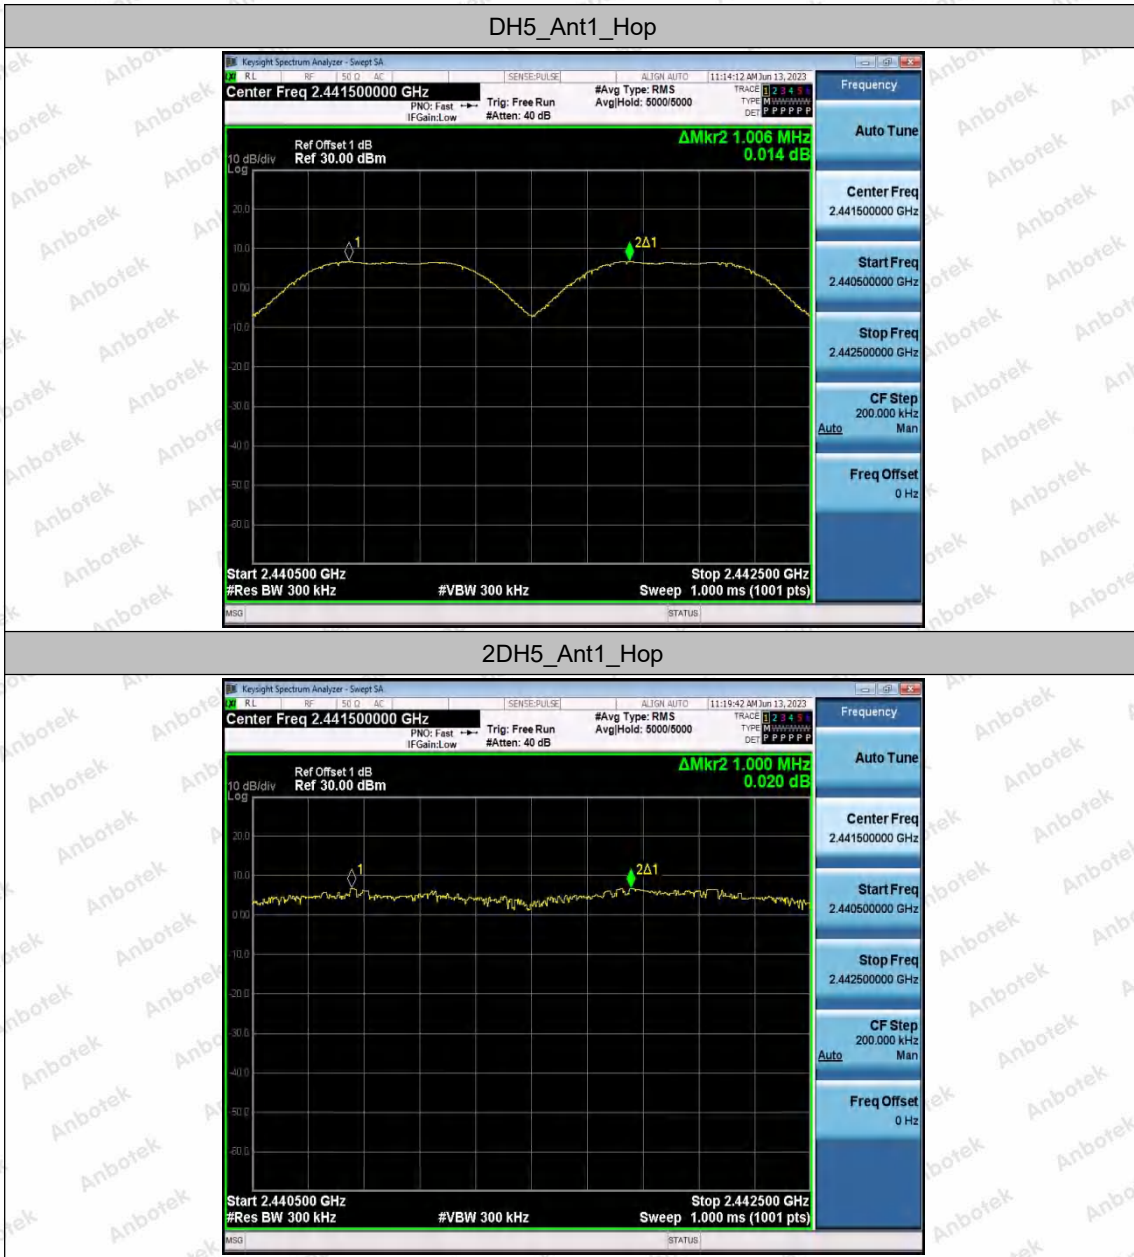 DH5_Ant1_Hop
Keysight Spectrum Analyzer - Swept SA
RL RF 50 Ω AC SENSE:PULSE ALIGN AUTO 11:14:12 AM Jun 13, 2023
Center Freq 2.441500000 GHz
PNO: Fast
IFGain:Low
Trig: Free Run
#Atten: 40 dB
#Avg Type: RMS
Avg|Hold: 5000/5000
TRACE 1 2 3 4 5 6
TYPE M
DET P P P P P P
ΔMkr2 1.006 MHz
0.014 dB
10 dB/div
Log
Ref Offset 1 dB
Ref 30.00 dBm
20.0
10.0
0.00
-10.0
-20.0
-30.0
-40.0
-50.0
-60.0
1
2Δ1
Start 2.440500 GHz
Stop 2.442500 GHz
#Res BW 300 kHz
#VBW 300 kHz
Sweep 1.000 ms (1001 pts)
MSG
STATUS
Frequency
Auto Tune
Center Freq
2.441500000 GHz
Start Freq
2.440500000 GHz
Stop Freq
2.442500000 GHz
CF Step
200.000 kHz
Auto Man
Freq Offset
0 Hz
2DH5_Ant1_Hop
Keysight Spectrum Analyzer - Swept SA
RL RF 50 Ω AC SENSE:PULSE ALIGN AUTO 11:19:42 AM Jun 13, 2023
Center Freq 2.441500000 GHz
PNO: Fast
IFGain:Low
Trig: Free Run
#Atten: 40 dB
#Avg Type: RMS
Avg|Hold: 5000/5000
TRACE 1 2 3 4 5 6
TYPE M
DET P P P P P P
ΔMkr2 1.000 MHz
0.020 dB
10 dB/div
Log
Ref Offset 1 dB
Ref 30.00 dBm
20.0
10.0
0.00
-10.0
-20.0
-30.0
-40.0
-50.0
-60.0
1
2Δ1
Start 2.440500 GHz
Stop 2.442500 GHz
#Res BW 300 kHz
#VBW 300 kHz
Sweep 1.000 ms (1001 pts)
MSG
STATUS
Frequency
Auto Tune
Center Freq
2.441500000 GHz
Start Freq
2.440500000 GHz
Stop Freq
2.442500000 GHz
CF Step
200.000 kHz
Auto Man
Freq Offset
0 Hz
Anbotek